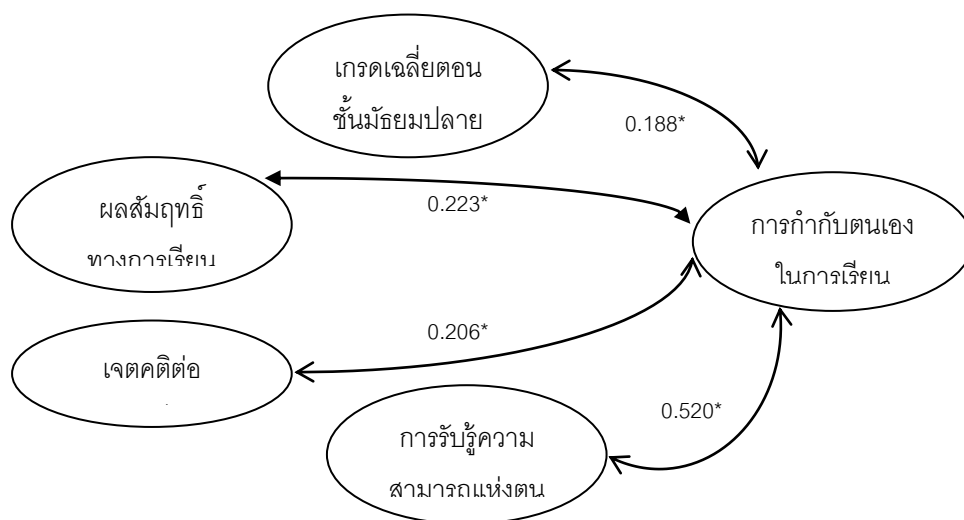 เกรดเฉลี่ยตอน
ชั้นมัธยมปลาย
0.188*
ผลสัมฤทธิ์
ทางการเรียน
0.223*
การกำกับตนเอง
ในการเรียน
0.206*
เจตคติต่อ
0.520*
การรับรู้ความ
สามารถแห่งตน